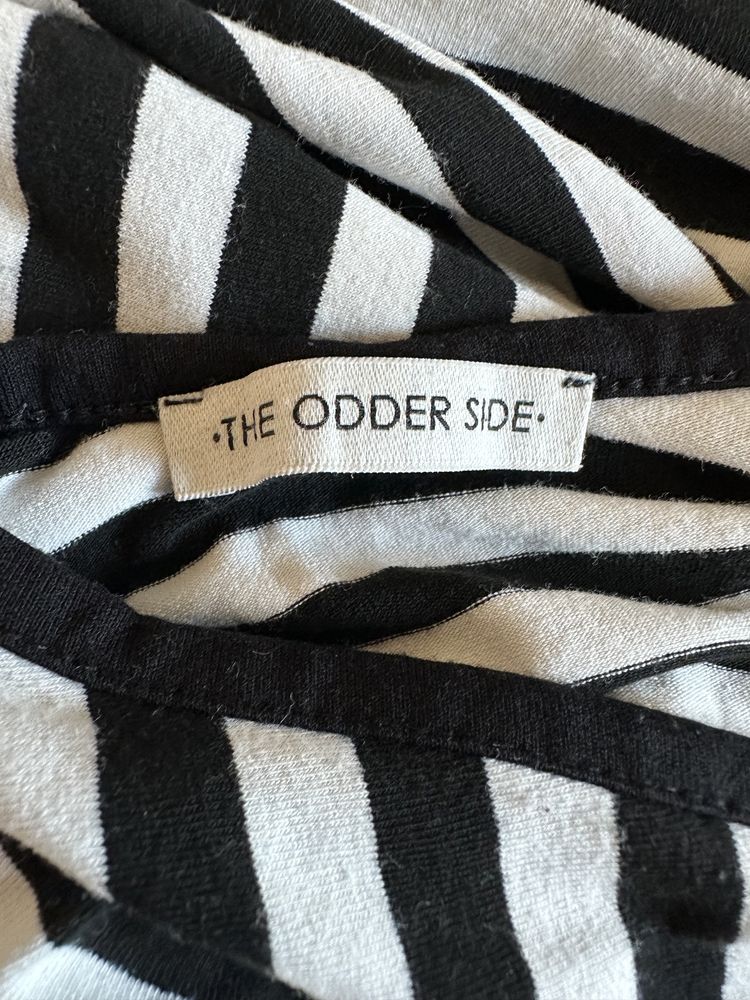 ·THE ODDER SIDE·